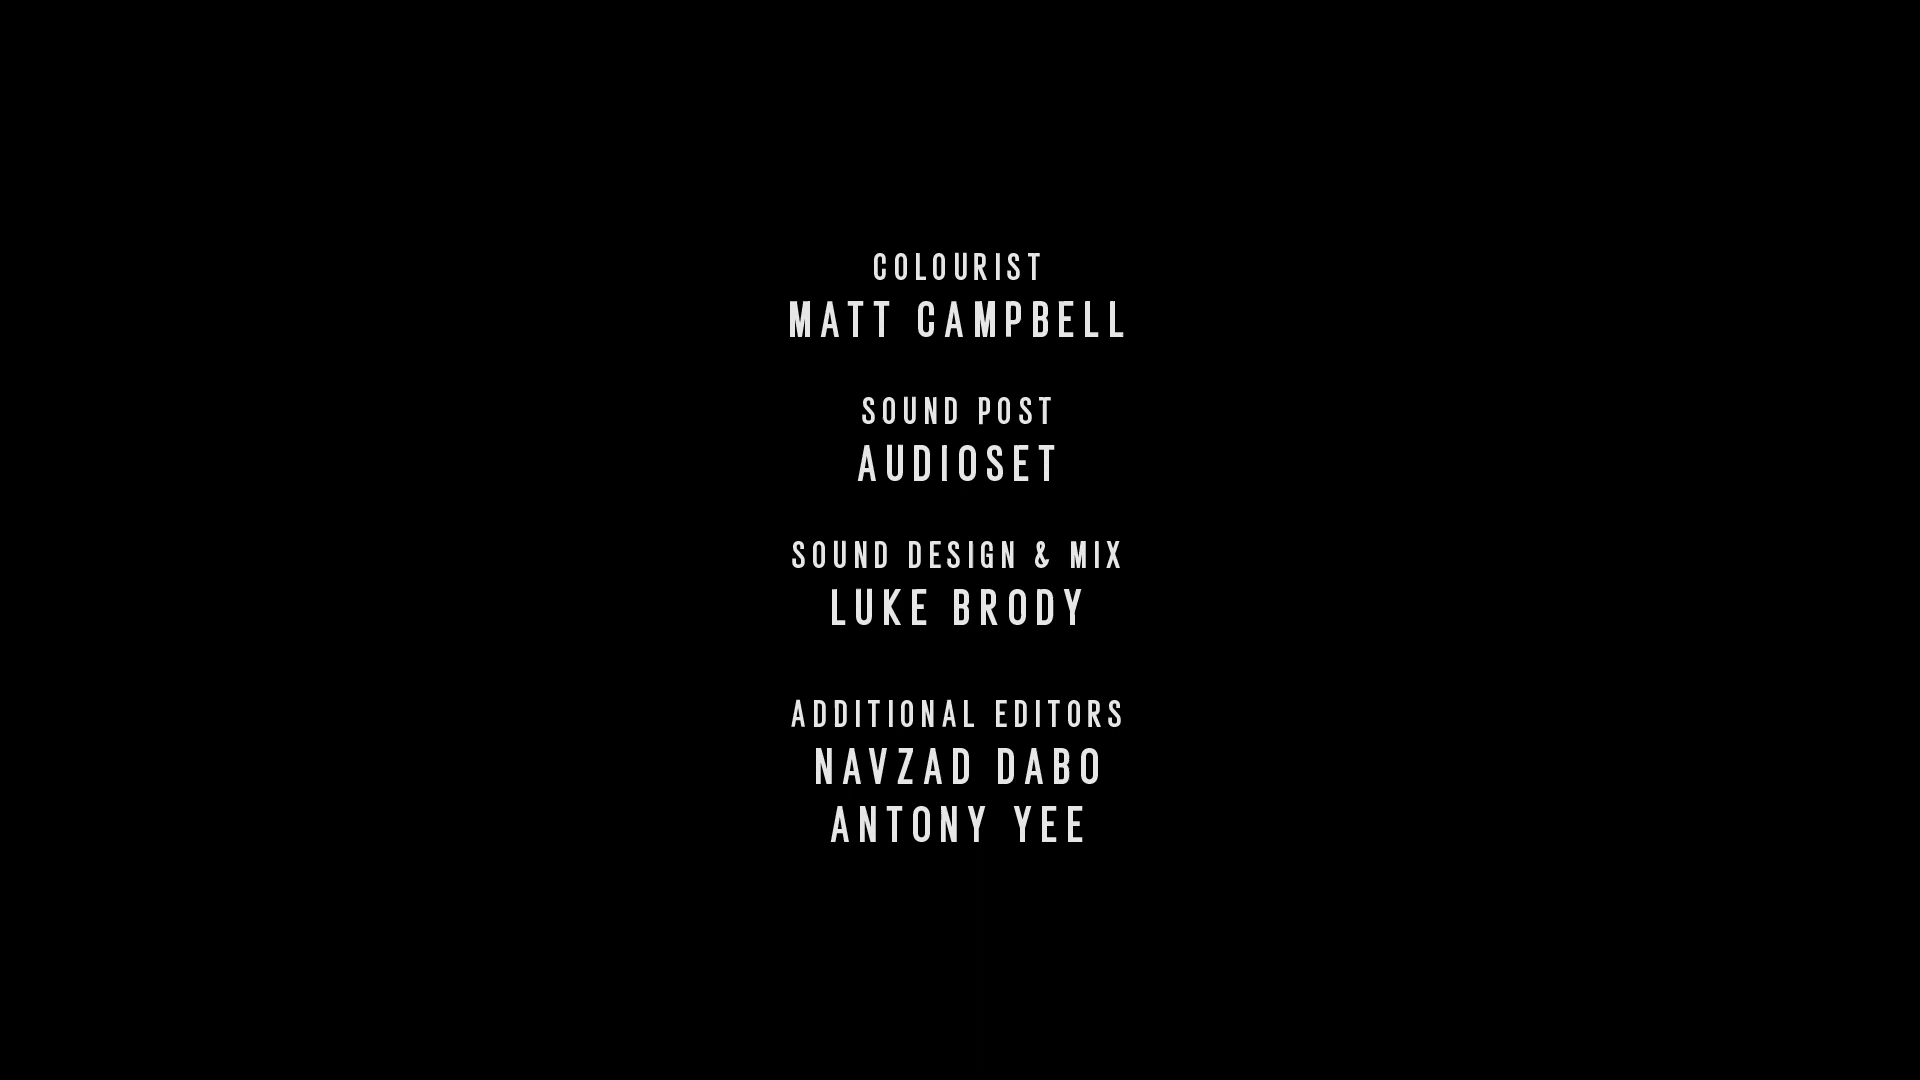 COLOURIST
MATT CAMPBELL
SOUND POST
AUDIOSET
SOUND DESIGN & MIX
LUKE BRODY
ADDITIONAL EDITORS
NAVZAD DABO
ANTONY YEE